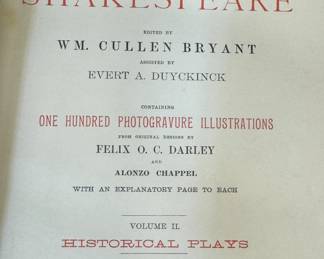 SHAKESPEARE
EDITED BY
WM. CULLEN BRYANT
ASSISTED BY
EVERT A. DUYCKINCK
CONTAINING
ONE HUNDRED PHOTOGRAVURE ILLUSTRATIONS
FROM ORIGINAL DESIGNS BY
FELIX O. C. DARLEY
AND
ALONZO CHAPPEL
WITH AN EXPLANATORY PAGE TO EACH
VOLUME II.
HISTORICAL PLAYS